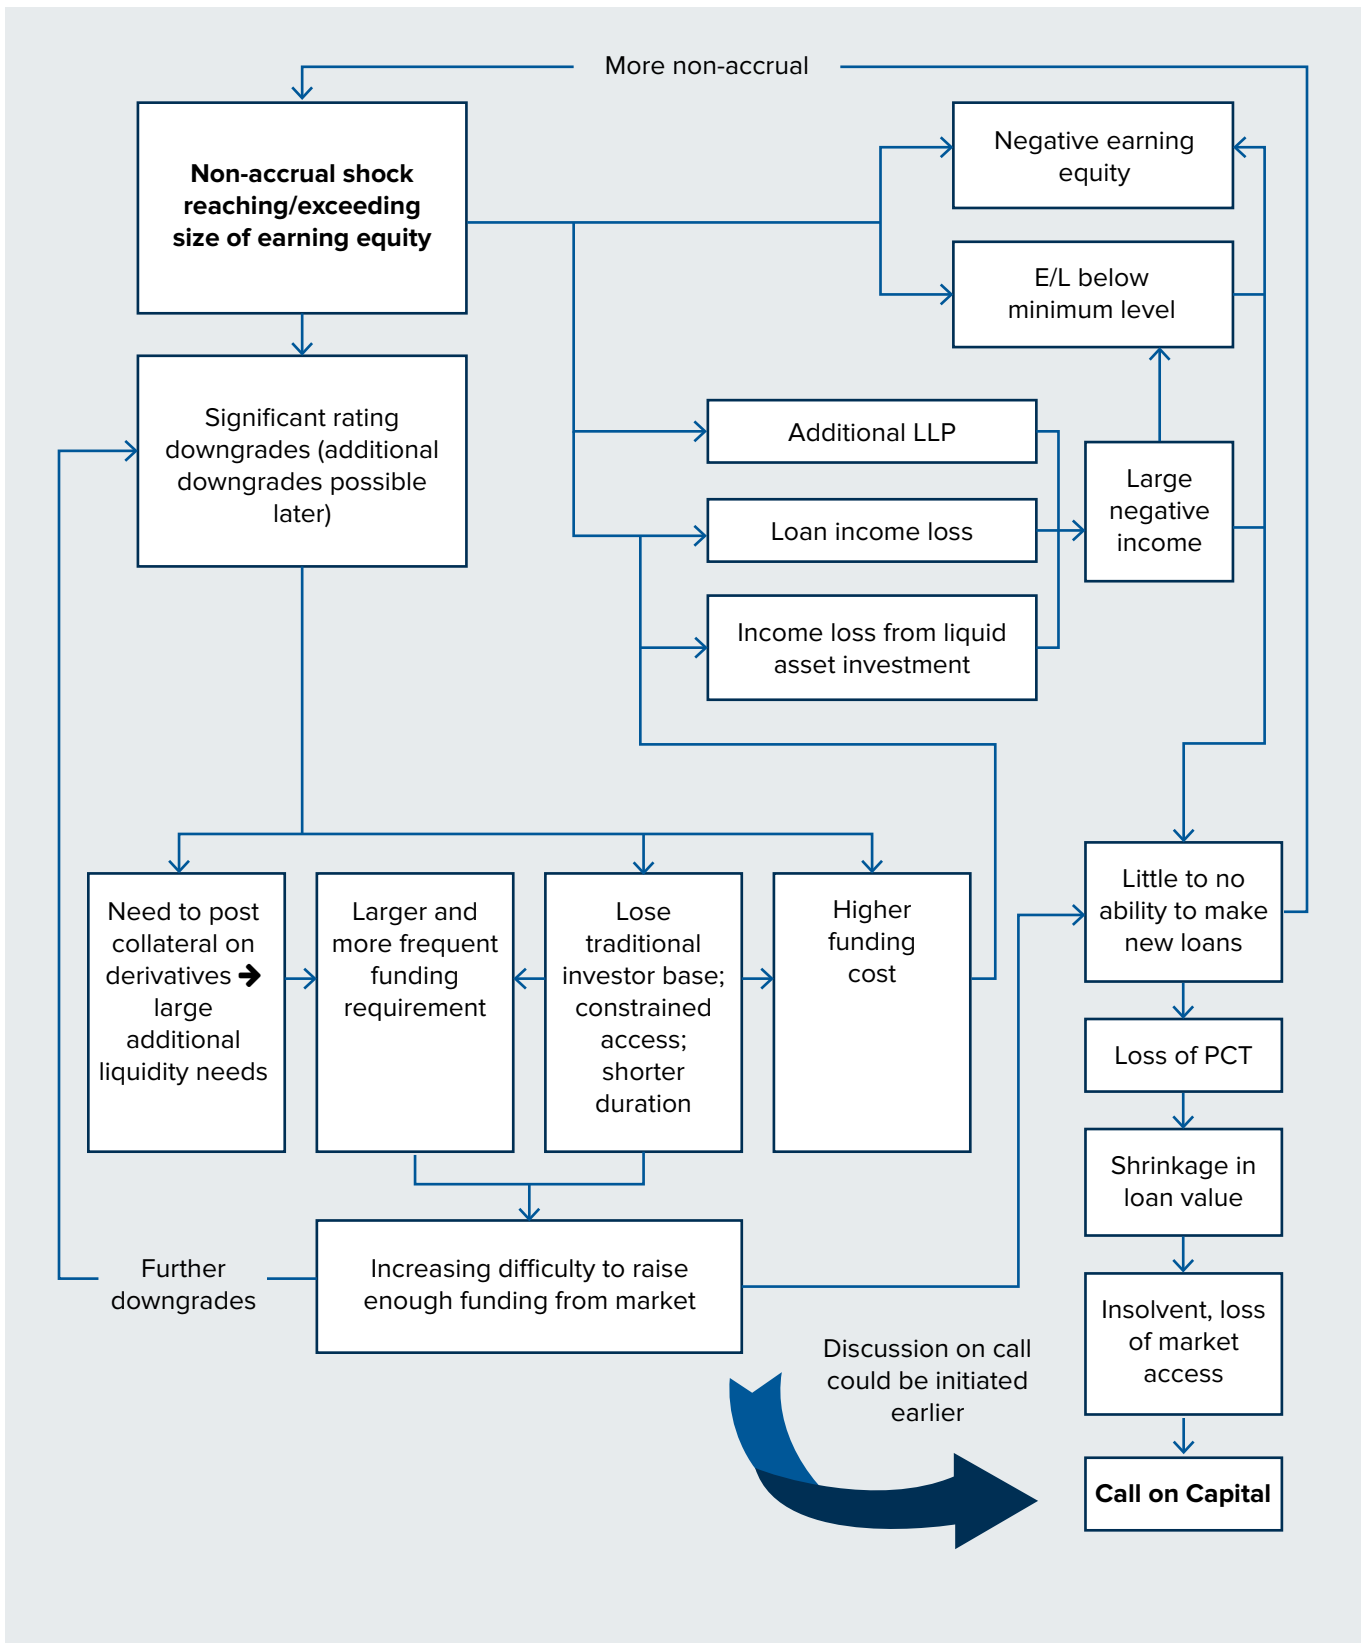 More non-accrual
Non-accrual shock
reaching/exceeding
size of earning equity
Negative earning
equity
E/L below
minimum level
Significant rating
downgrades (additional
downgrades possible
later)
Additional LLP
Loan income loss
Income loss from liquid
asset investment
Large
negative
income
Need to post
collateral on
derivatives ➔
large
additional
liquidity needs
Larger and
more frequent
funding
requirement
Lose
traditional
investor base;
constrained
access;
shorter
duration
Higher
funding
cost
Little to no
ability to make
new loans
Loss of PCT
Shrinkage in
loan value
Further
downgrades
Increasing difficulty to raise
enough funding from market
Insolvent, loss
of market
access
Discussion on call
could be initiated
earlier
Call on Capital